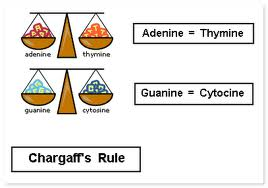 adenine thymine
Adenine = Thymine
guanine cytosine
Guanine = Cytocine
Chargaff's Rule